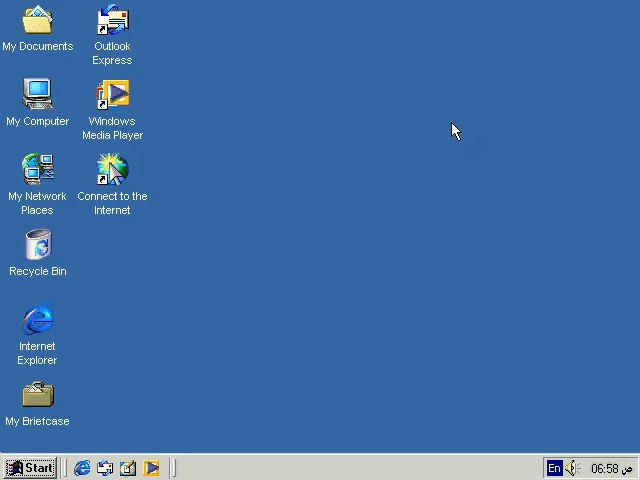 My Documents
Outlook
Express
My Computer
Windows
Media Player
My Network
Places
Connect to the
Internet
Recycle Bin
Internet
Explorer
My Briefcase
Start
En
06:58 ص